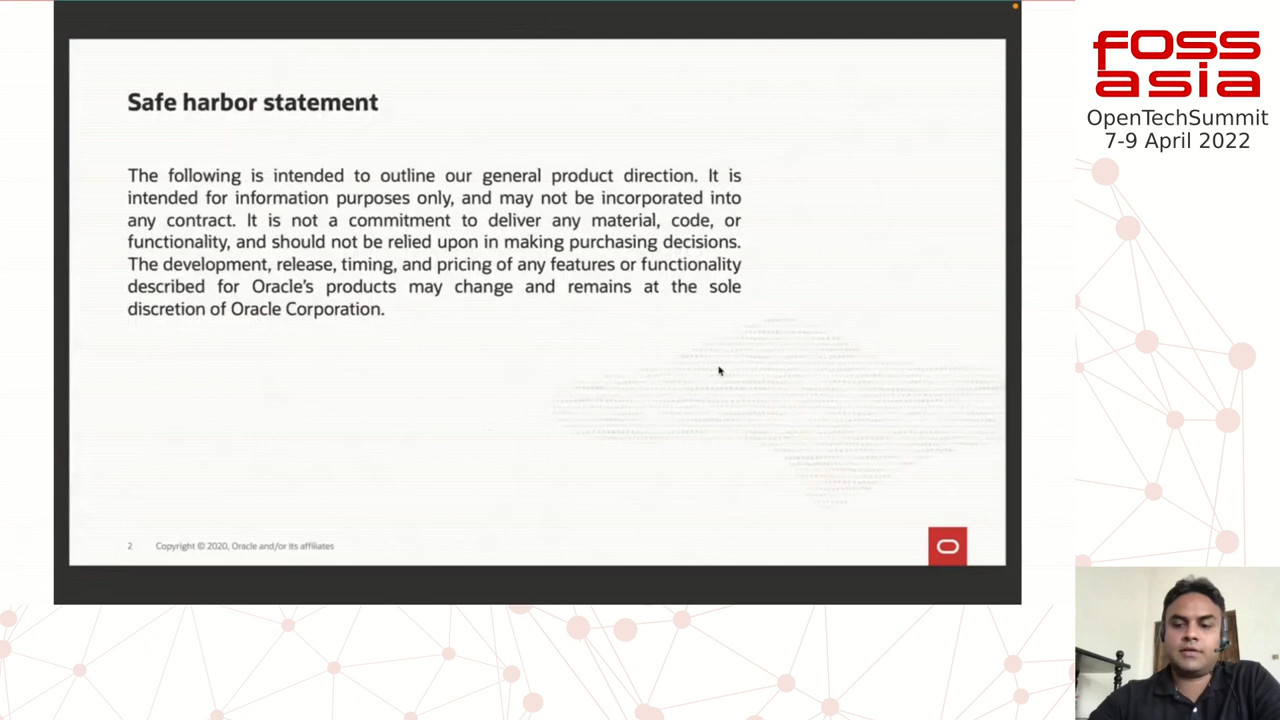 Safe harbor statement
The following is intended to outline our general product direction. It is
intended for information purposes only, and may not be incorporated into
any contract. It is not a commitment to deliver any material, code, or
functionality, and should not be relied upon in making purchasing decisions.
The development, release, timing, and pricing of any features or functionality
described for Oracle's products may change and remains at the sole
discretion of Oracle Corporation.
2 Copyright © 2020, Oracle and/or its affiliates
foss
asia
OpenTechSummit
7-9 April 2022